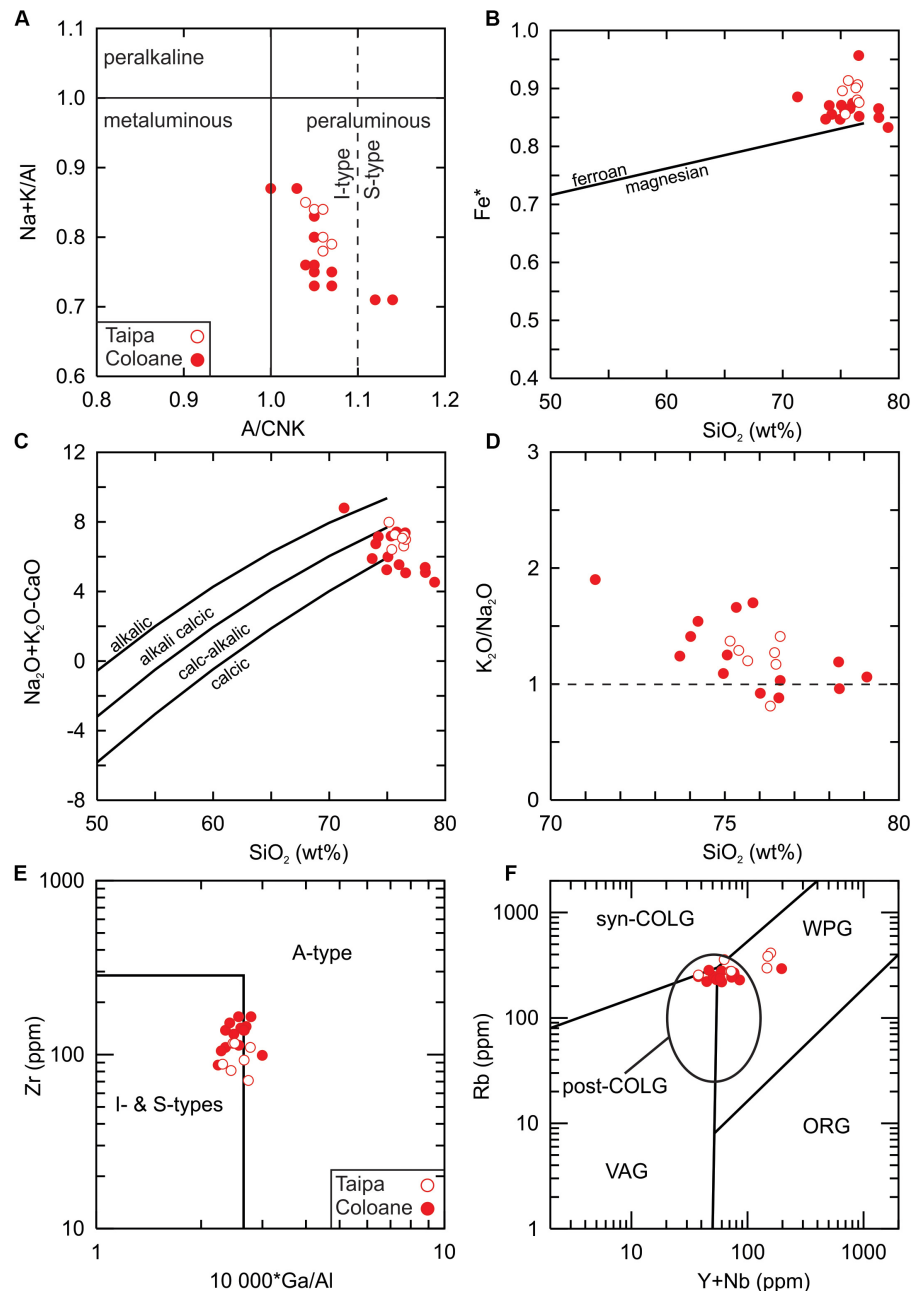 A
peralkaline
metaluminous
peraluminous
I-type
S-type
Na+K/Al
1.2
1.1
1.0
0.9
0.8
0.7
0.6
Taipa
Coloane
0.8 0.9 1.0 1.1 1.2
A/CNK
B
Fe*
1.0
0.9
0.8
0.7
0.6
0.5
0.4
ferroan
magnesian
50 60 70 80
SiO₂ (wt%)
C
Na₂O+K₂O-CaO
12
8
4
0
-4
-8
alkalic
alkali calcic
calc-alkalic
calcic
50 60 70 80
SiO₂ (wt%)
D
K₂O/Na₂O
3
2
1
0
70 75 80
SiO₂ (wt%)
E
Zr (ppm)
1000
100
10
A-type
I- & S-types
Taipa
Coloane
1 10
10 000*Ga/Al
F
Rb (ppm)
1000
100
10
1
syn-COLG
WPG
post-COLG
VAG
ORG
10 100 1000
Y+Nb (ppm)